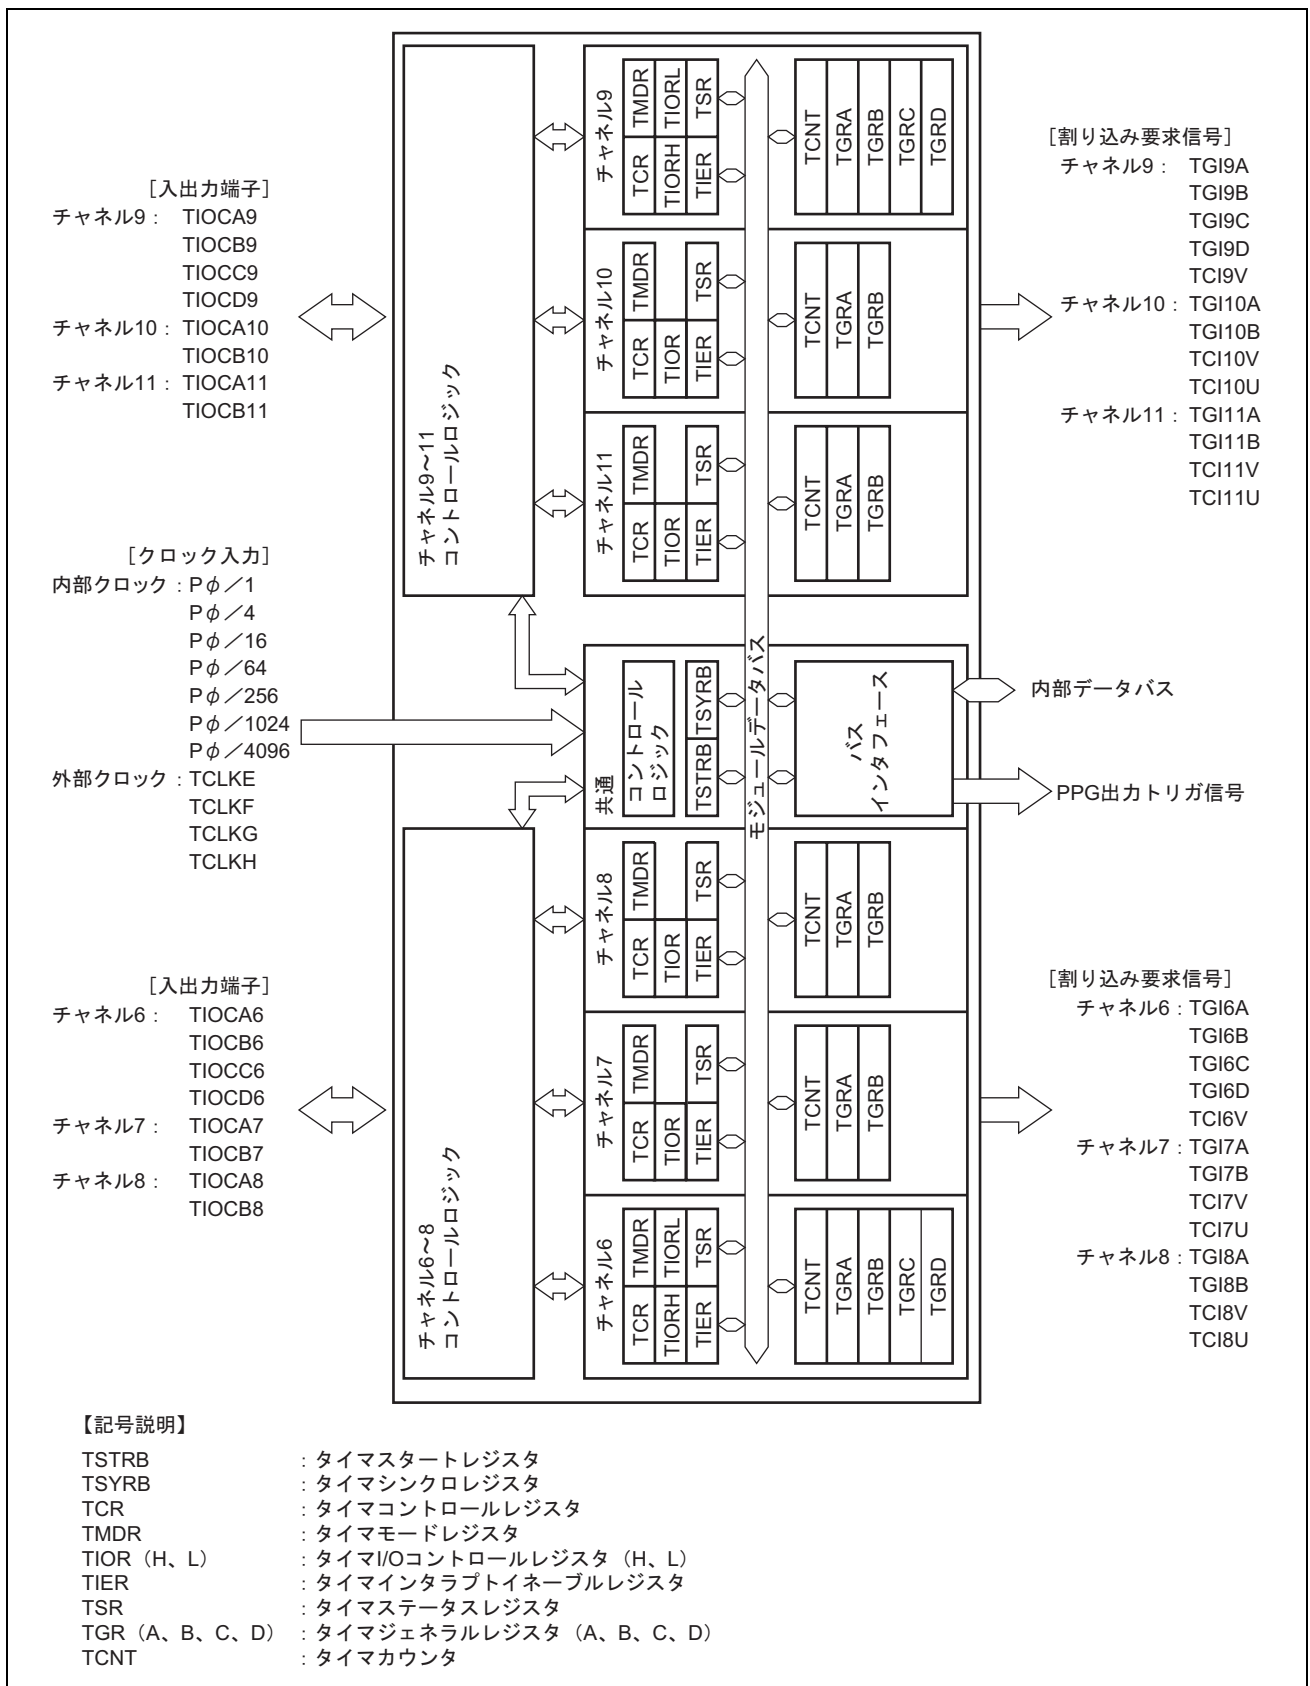 [入出力端子]
チャネル9： TIOCA9
TIOCB9
TIOCC9
TIOCD9
チャネル10： TIOCA10
TIOCB10
チャネル11： TIOCA11
TIOCB11
[クロック入力]
内部クロック：Pφ／1
Pφ／4
Pφ／16
Pφ／64
Pφ／256
Pφ／1024
Pφ／4096
外部クロック：TCLKE
TCLKF
TCLKG
TCLKH
[入出力端子]
チャネル6： TIOCA6
TIOCB6
TIOCC6
TIOCD6
チャネル7： TIOCA7
TIOCB7
チャネル8： TIOCA8
TIOCB8
チャネル9～11
コントロールロジック
チャネル6～8
コントロールロジック
チャネル9
TCR TMDR
TIORH TIORL
TIER TSR
TCNT
TGRA
TGRB
TGRC
TGRD
チャネル10
TCR TMDR
TIOR
TIER TSR
TCNT
TGRA
TGRB
チャネル11
TCR TMDR
TIOR
TIER TSR
TCNT
TGRA
TGRB
共通
コントロール
ロジック
TSTRB TSYRB
モジュールデータバス
バス
インタフェース
チャネル8
TCR TMDR
TIOR
TIER TSR
TCNT
TGRA
TGRB
チャネル7
TCR TMDR
TIOR
TIER TSR
TCNT
TGRA
TGRB
チャネル6
TCR TMDR
TIORH TIORL
TIER TSR
TCNT
TGRA
TGRB
TGRC
TGRD
[割り込み要求信号]
チャネル9： TGI9A
TGI9B
TGI9C
TGI9D
TCI9V
チャネル10：TGI10A
TGI10B
TCI10V
TCI10U
チャネル11：TGI11A
TGI11B
TCI11V
TCI11U
内部データバス
PPG出力トリガ信号
[割り込み要求信号]
チャネル6：TGI6A
TGI6B
TGI6C
TGI6D
TCI6V
チャネル7：TGI7A
TGI7B
TCI7V
TCI7U
チャネル8：TGI8A
TGI8B
TCI8V
TCI8U
【記号説明】
TSTRB ：タイマスタートレジスタ
TSYRB ：タイマシンクロレジスタ
TCR ：タイマコントロールレジスタ
TMDR ：タイマモードレジスタ
TIOR（H、L） ：タイマI/Oコントロールレジスタ（H、L）
TIER ：タイマインタラプトイネーブルレジスタ
TSR ：タイマステータスレジスタ
TGR（A、B、C、D） ：タイマジェネラルレジスタ（A、B、C、D）
TCNT ：タイマカウンタ